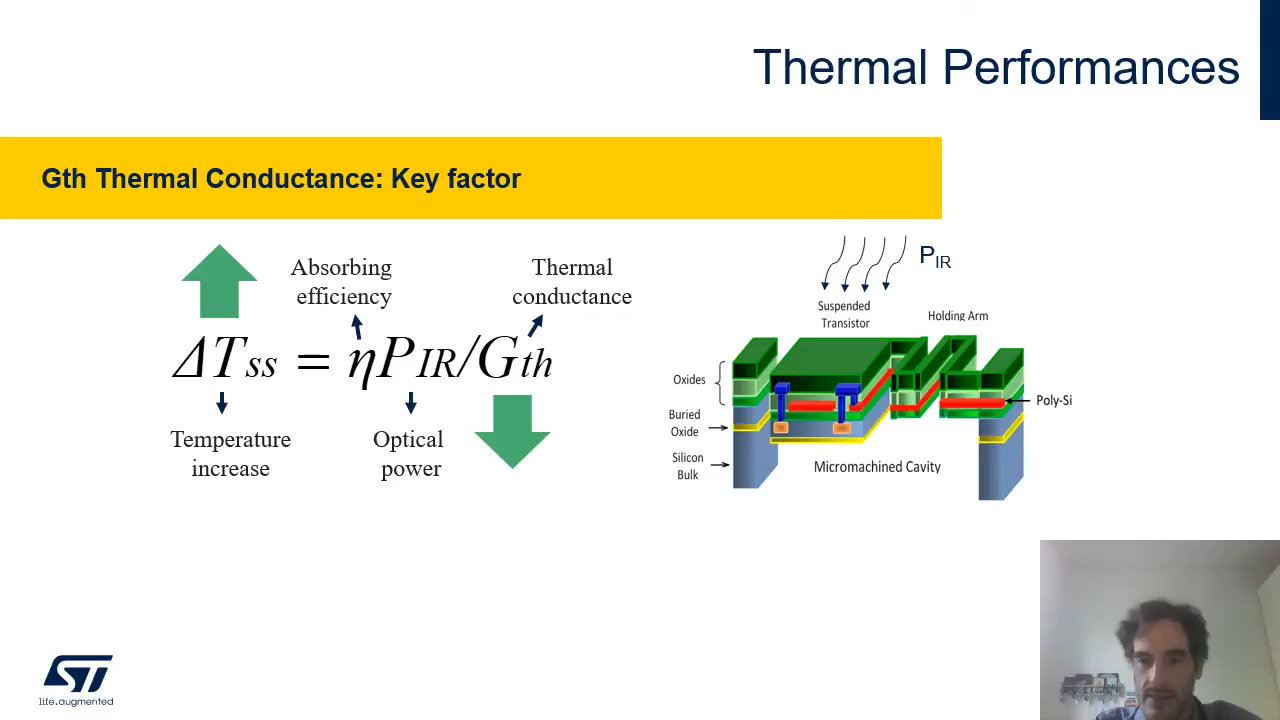 Thermal Performances
Gth Thermal Conductance: Key factor
Absorbing
efficiency
Thermal
conductance
ΔTss = ηPIR/Gth
Temperature
increase
Optical
power
PIR
Suspended
Transistor
Holding Arm
Oxides
Poly-Si
Buried
Oxide
Silicon
Bulk
Micromachined Cavity
ST
life.augmented